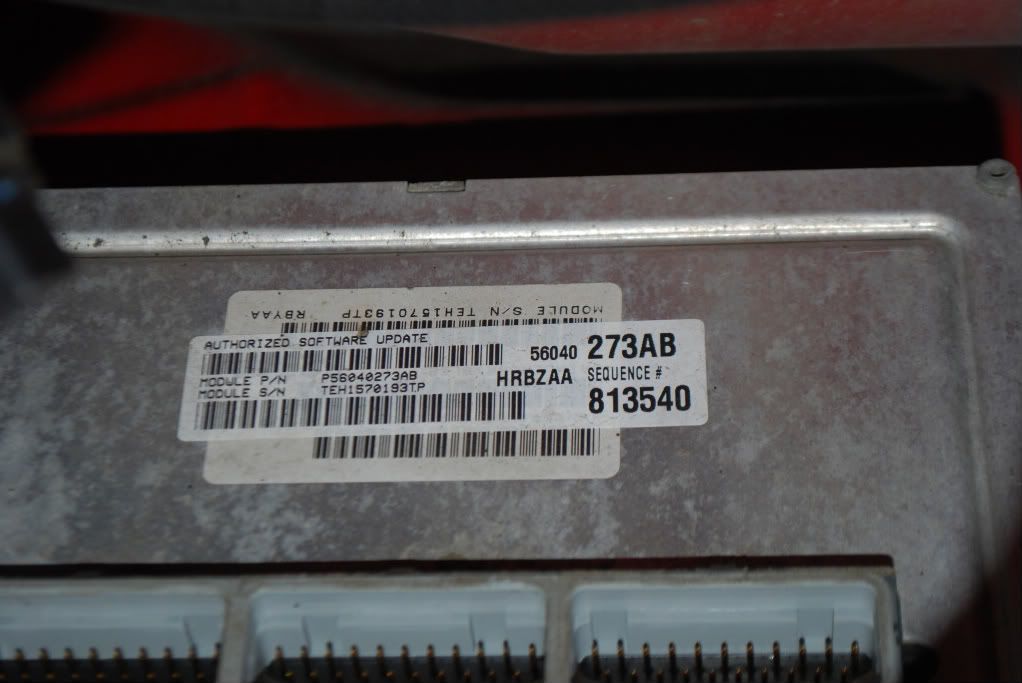 MODULE S/N TEH1570193TP RBYAA
AUTHORIZED SOFTWARE UPDATE
56040 273AB
MODULE P/N P56040273AB
HRBZAA SEQUENCE #
MODULE S/N TEH1570193TP
813540